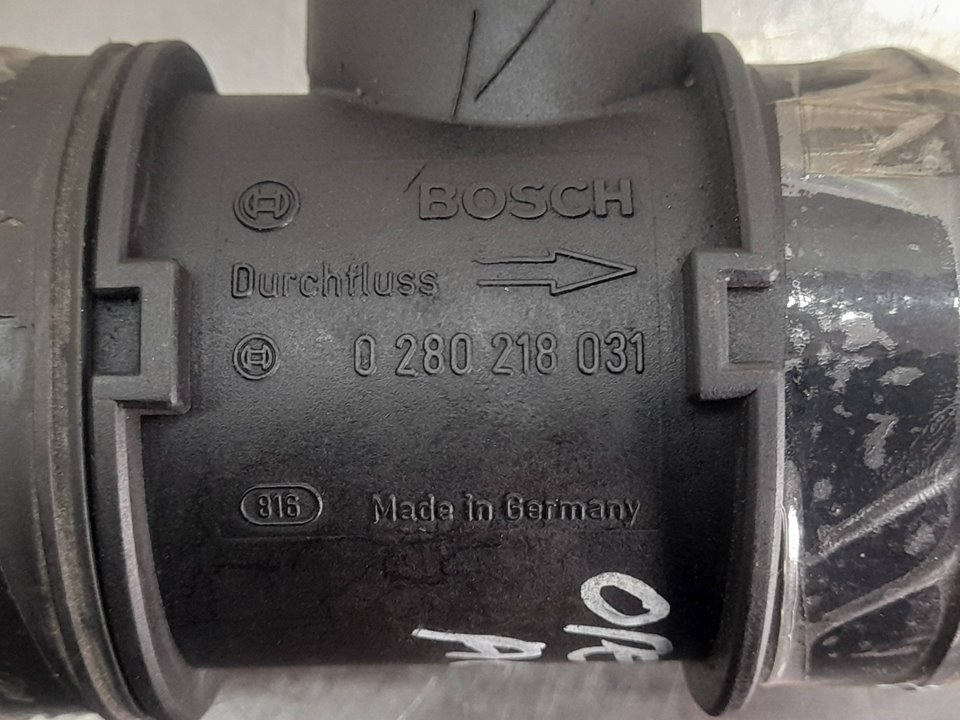 BOSCH
Durchfluss
0 280 218 031
816 Made in Germany